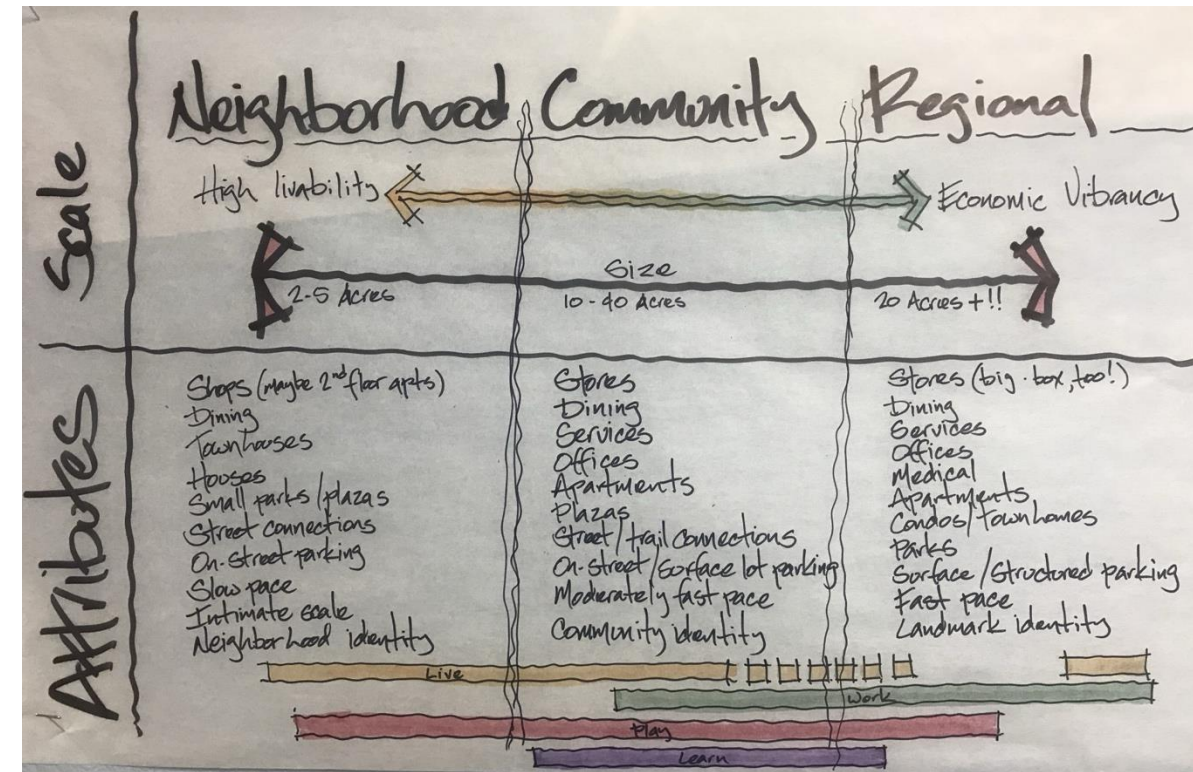 Neighborhood Community Regional
Scale
High livability Economic Vibrancy
Size
2-5 Acres 10-40 Acres 20 Acres +!!
Attributes
Shops (maybe 2nd floor apts)
Dining
Townhouses
Houses
Small parks/plazas
Street connections
On-street parking
Slow pace
Intimate scale
Neighborhood identity
Stores
Dining
Services
Offices
Apartments
Plazas
Street/trail connections
On-street/surface lot parking
Moderately fast pace
Community identity
Stores (big-box, too!)
Dining
Services
Offices
Medical
Apartments
Condos/Townhomes
Parks
Surface/Structured parking
Fast pace
Landmark identity
Live
Work
Play
Learn